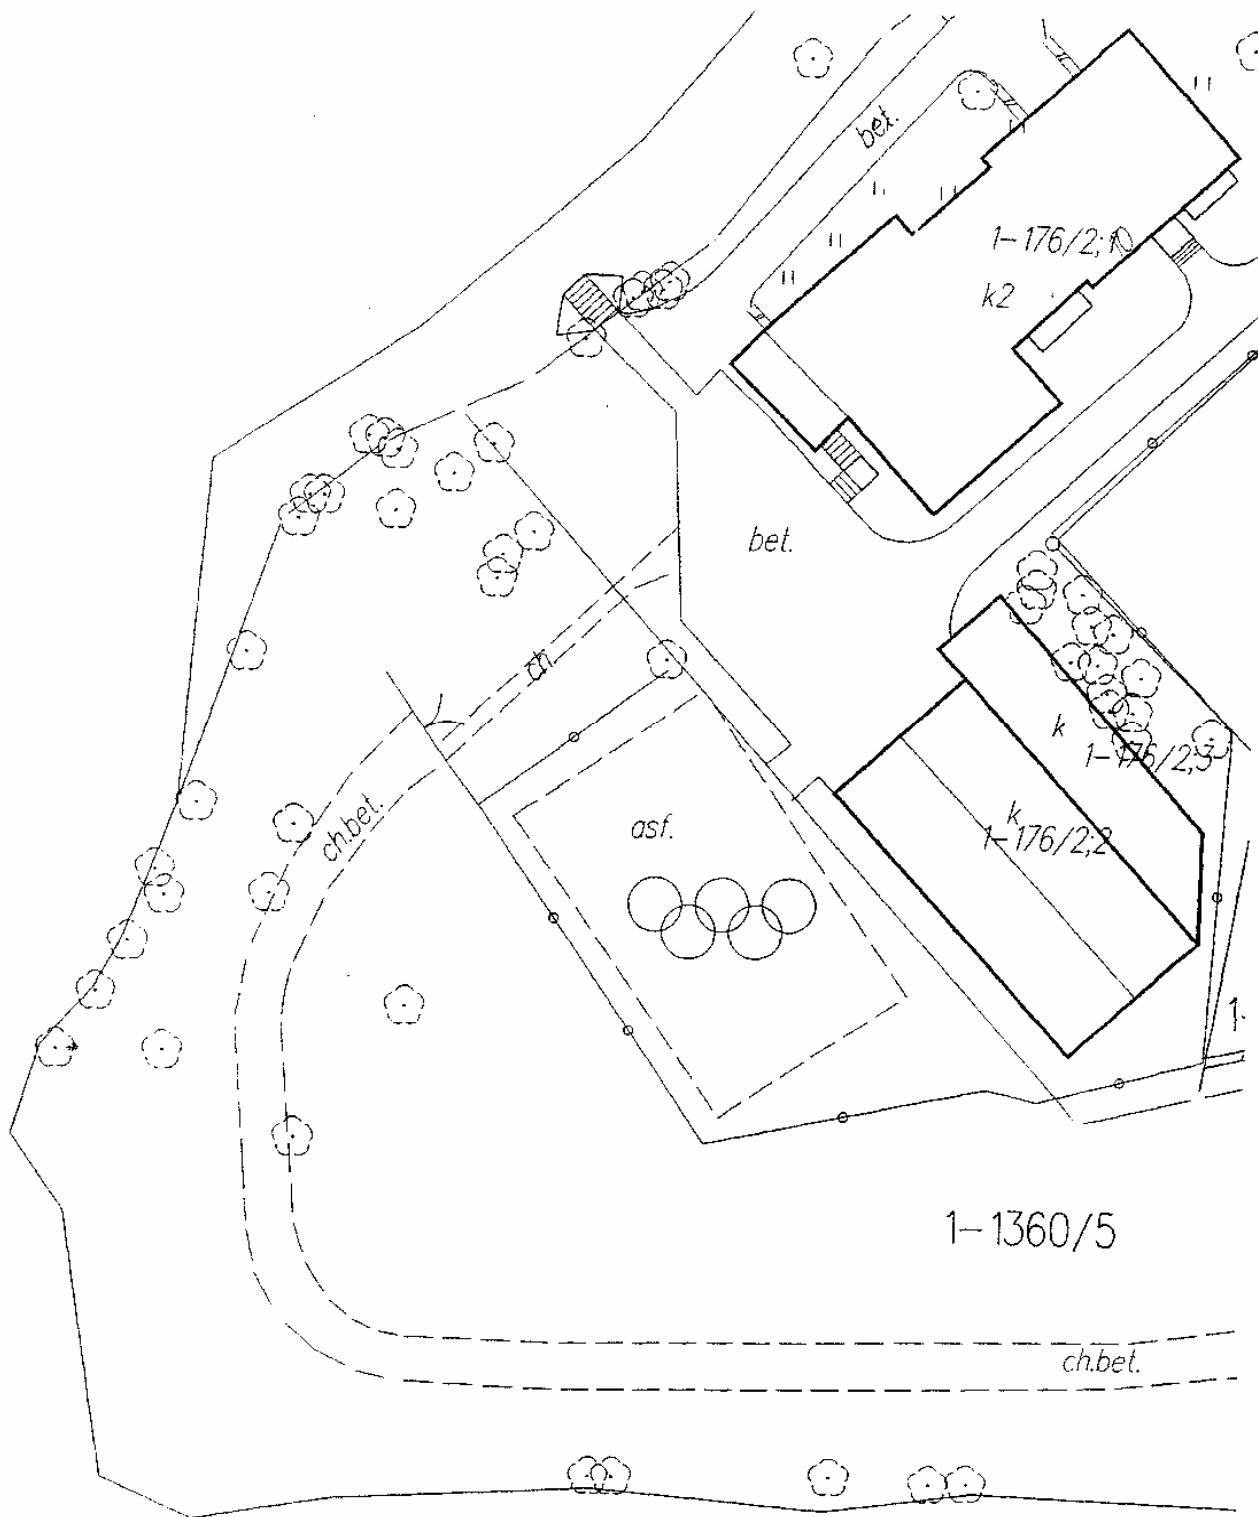 bet.
1-176/2;10
k2
bet.
ch
k
1-176/2;3
ch.bet.
asf.
k
1-176/2;2
1-
1-1360/5
ch.bet.